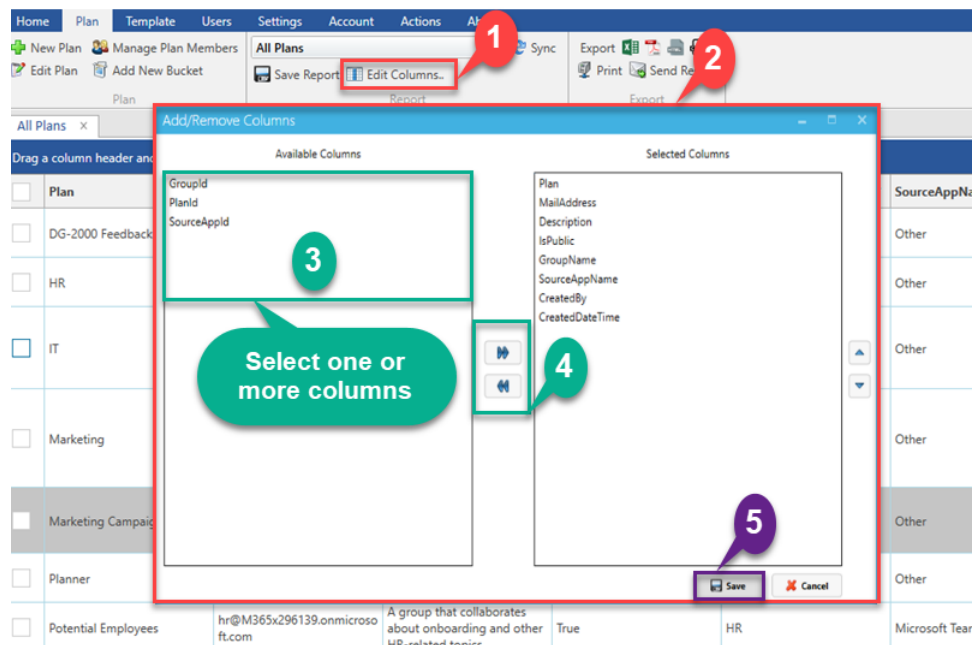 Home Plan Template Users Settings Account Actions
New Plan Manage Plan Members All Plans Sync Export
Edit Plan Add New Bucket Save Report Edit Columns.. Print Send
Plan Report Export
1
2
All Plans ×
Add/Remove Columns
Drag a column header and
Available Columns Selected Columns
Plan
SourceAppNa
GroupId
PlanId
SourceAppId
Plan
MailAddress
Description
IsPublic
GroupName
SourceAppName
CreatedBy
CreatedDateTime
3
4
Select one or
more columns
5
Save Cancel
DG-2000 Feedback Other
HR Other
IT Other
Marketing Other
Marketing Campaig Other
Planner Other
Potential Employees
hr@M365x296139.onmicroso
ft.com
A group that collaborates
about onboarding and other
HR-related topics
True HR Microsoft Tear